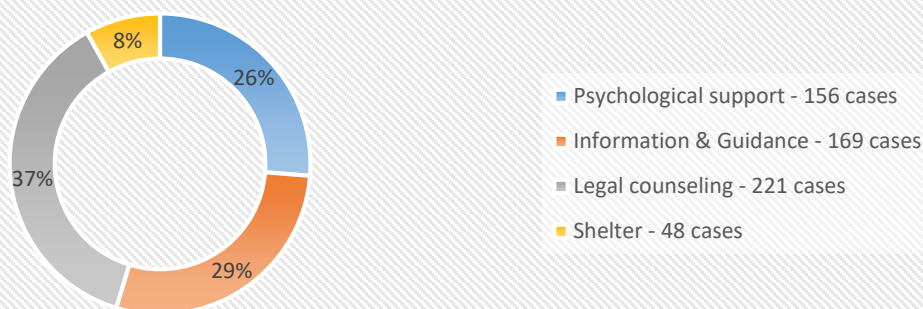 8%
26%
37%
29%
Psychological support - 156 cases
Information & Guidance - 169 cases
Legal counseling - 221 cases
Shelter - 48 cases